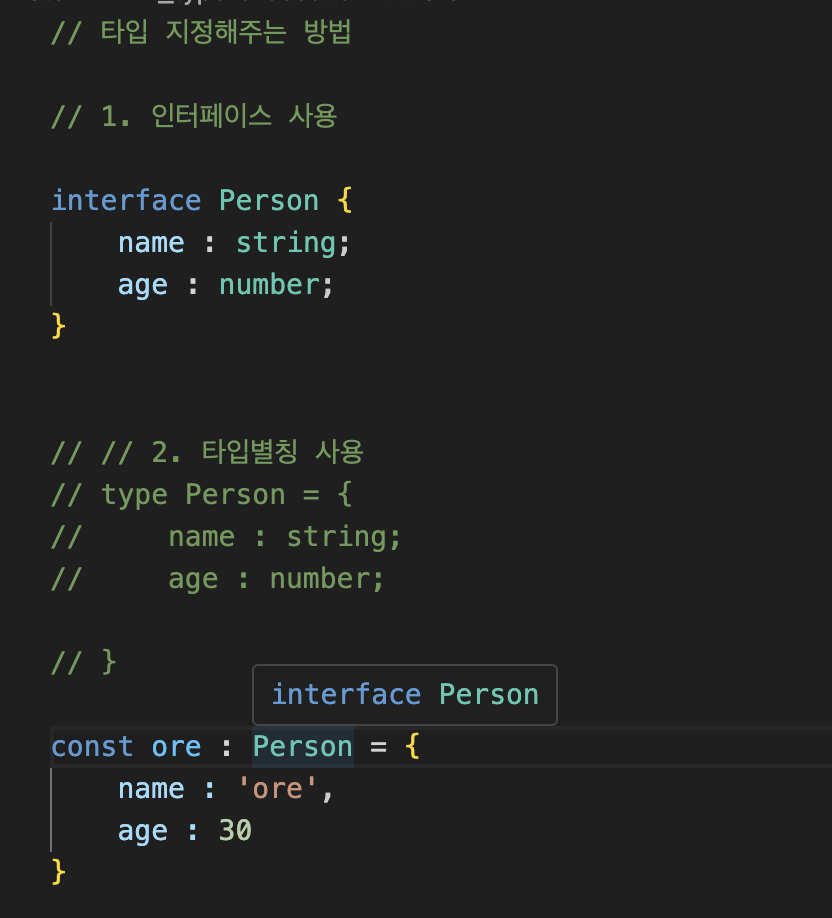 // 타입 지정해주는 방법
// 1. 인터페이스 사용
interface Person {
name : string;
age : number;
}
// // 2. 타입별칭 사용
// type Person = {
//     name : string;
//     age : number;
// }
interface Person
const ore : Person = {
name : 'ore',
age : 30
}